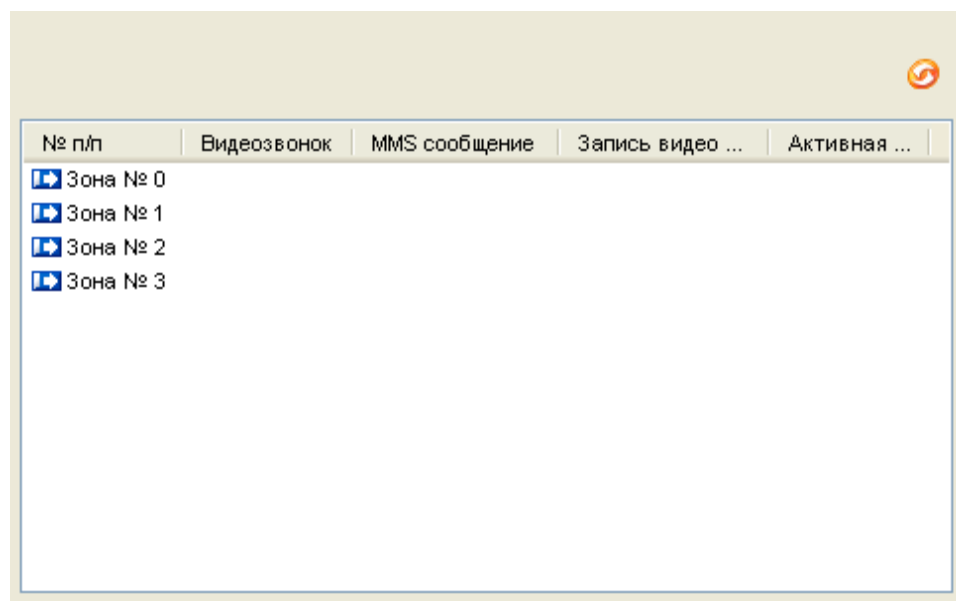 № п/п Видеозвонок MMS сообщение Запись видео ... Активная ...
Зона № 0
Зона № 1
Зона № 2
Зона № 3